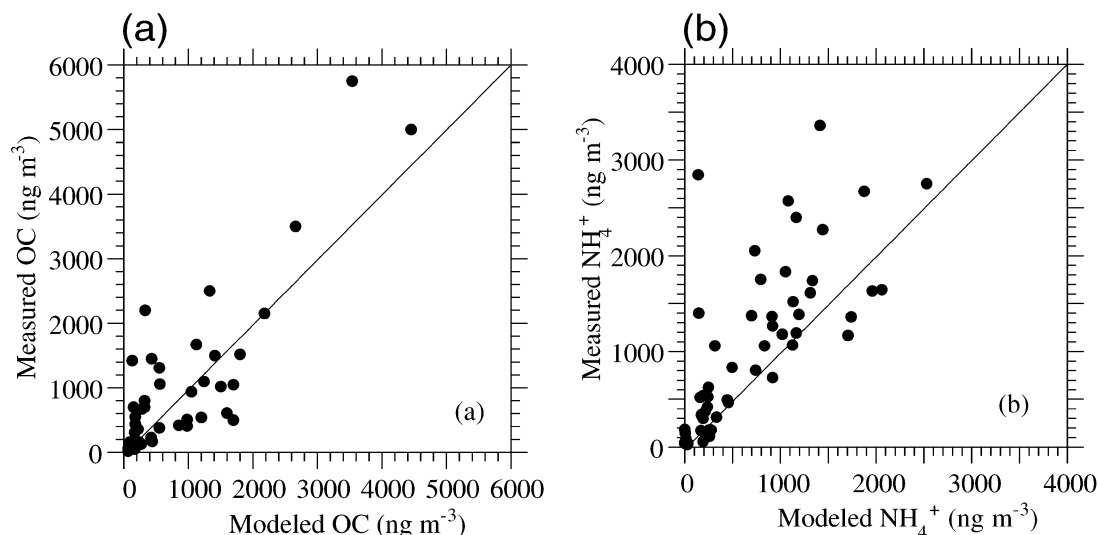 (a)
(b)
6000
5000
4000
3000
2000
1000
0
Measured OC (ng m⁻³)
(a)
0 1000 2000 3000 4000 5000 6000
Modeled OC (ng m⁻³)
4000
3000
2000
1000
0
Measured NH₄⁺ (ng m⁻³)
(b)
0 1000 2000 3000 4000
Modeled NH₄⁺ (ng m⁻³)